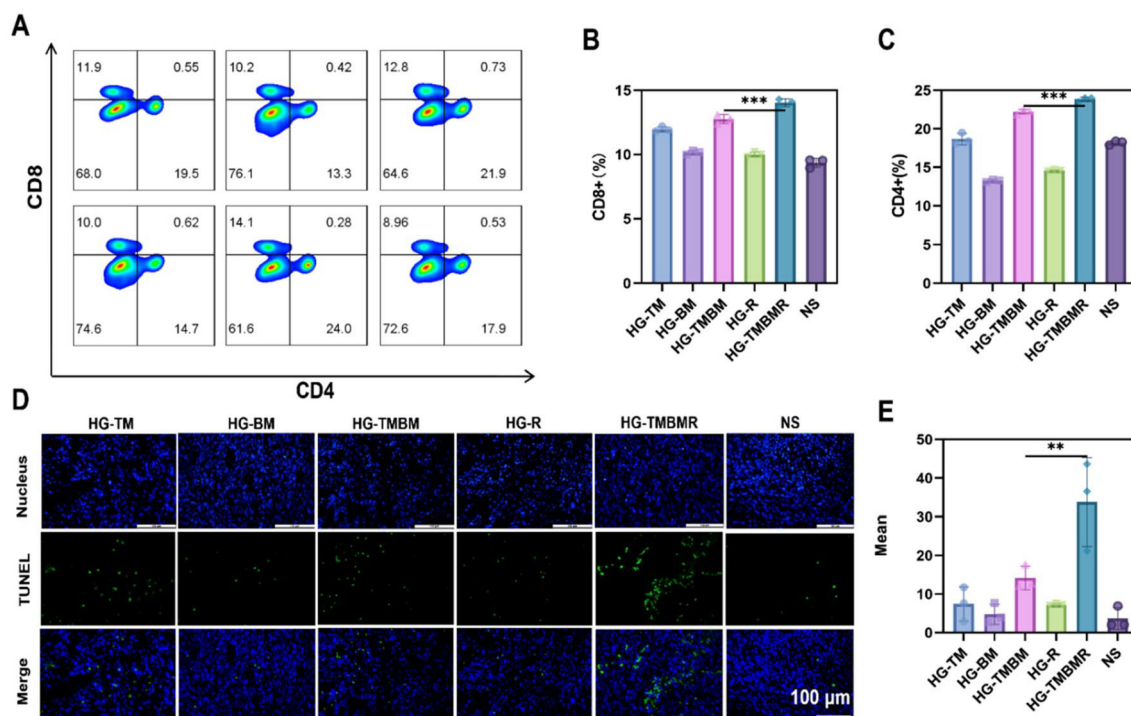 A
CD8
11.9 0.55
68.0 19.5
10.2 0.42
76.1 13.3
12.8 0.73
64.6 21.9
10.0 0.62
74.6 14.7
14.1 0.28
61.6 24.0
8.96 0.53
72.6 17.9
CD4
B
CD8+ (%)
15
10
5
0
***
HG-TM
HG-BM
HG-TMBM
HG-R
HG-TMBMR
NS
C
CD4+(%)
25
20
15
10
5
0
***
HG-TM
HG-BM
HG-TMBM
HG-R
HG-TMBMR
NS
D
HG-TM HG-BM HG-TMBM HG-R HG-TMBMR NS
Nucleus
TUNEL
Merge
100 μm
E
Mean
50
40
30
20
10
0
**
HG-TM
HG-BM
HG-TMBM
HG-R
HG-TMBMR
NS